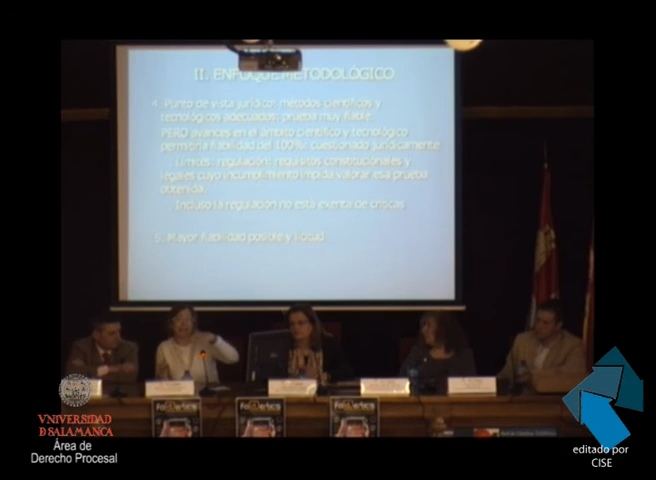 II. ENFOQUE METODOLÓGICO
4. Punto de vista jurídico: métodos científicos y
tecnológicos adecuados: prueba muy fiable.
PERO avances en el ámbito científico y tecnológico
permitiría fiabilidad del 100%: cuestionado jurídicamente
Límites: regulación: requisitos constitucionales y
legales cuyo incumplimiento impida valorar esa prueba
obtenida.
Incluso la regulación no está exenta de críticas
5. Mayor fiabilidad posible y licitud
VNIVERSIDAD
D SALAMANCA
Área de
Derecho Procesal
editado por
CISE